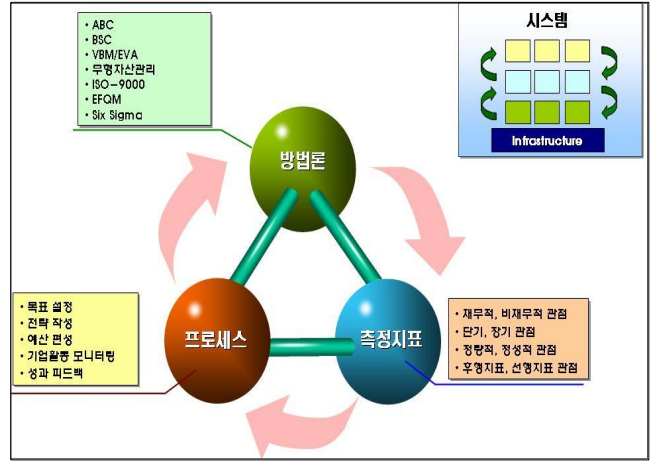 • ABC
• BSC
• VBM/EVA
• 무형자산관리
• ISO-9000
• EFQM
• Six Sigma
시스템
Infrastructure
방법론
• 목표 설정
• 전략 작성
• 예산 편성
• 기업활동 모니터링
• 성과 피드백
프로세스
측정지표
• 재무적, 비재무적 관점
• 단기, 장기 관점
• 정량적, 정성적 관점
• 후행지표, 선행지표 관점